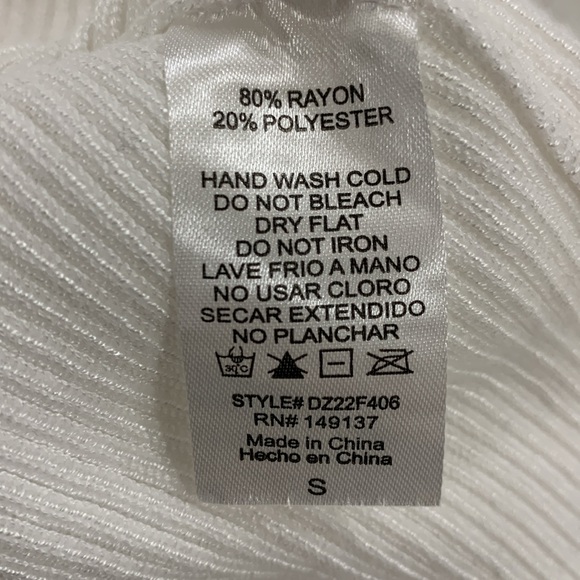 80% RAYON
20% POLYESTER
HAND WASH COLD
DO NOT BLEACH
DRY FLAT
DO NOT IRON
LAVE FRIO A MANO
NO USAR CLORO
SECAR EXTENDIDO
NO PLANCHAR
30°C
STYLE# DZ22F406
RN# 149137
Made in China
Hecho en China
S